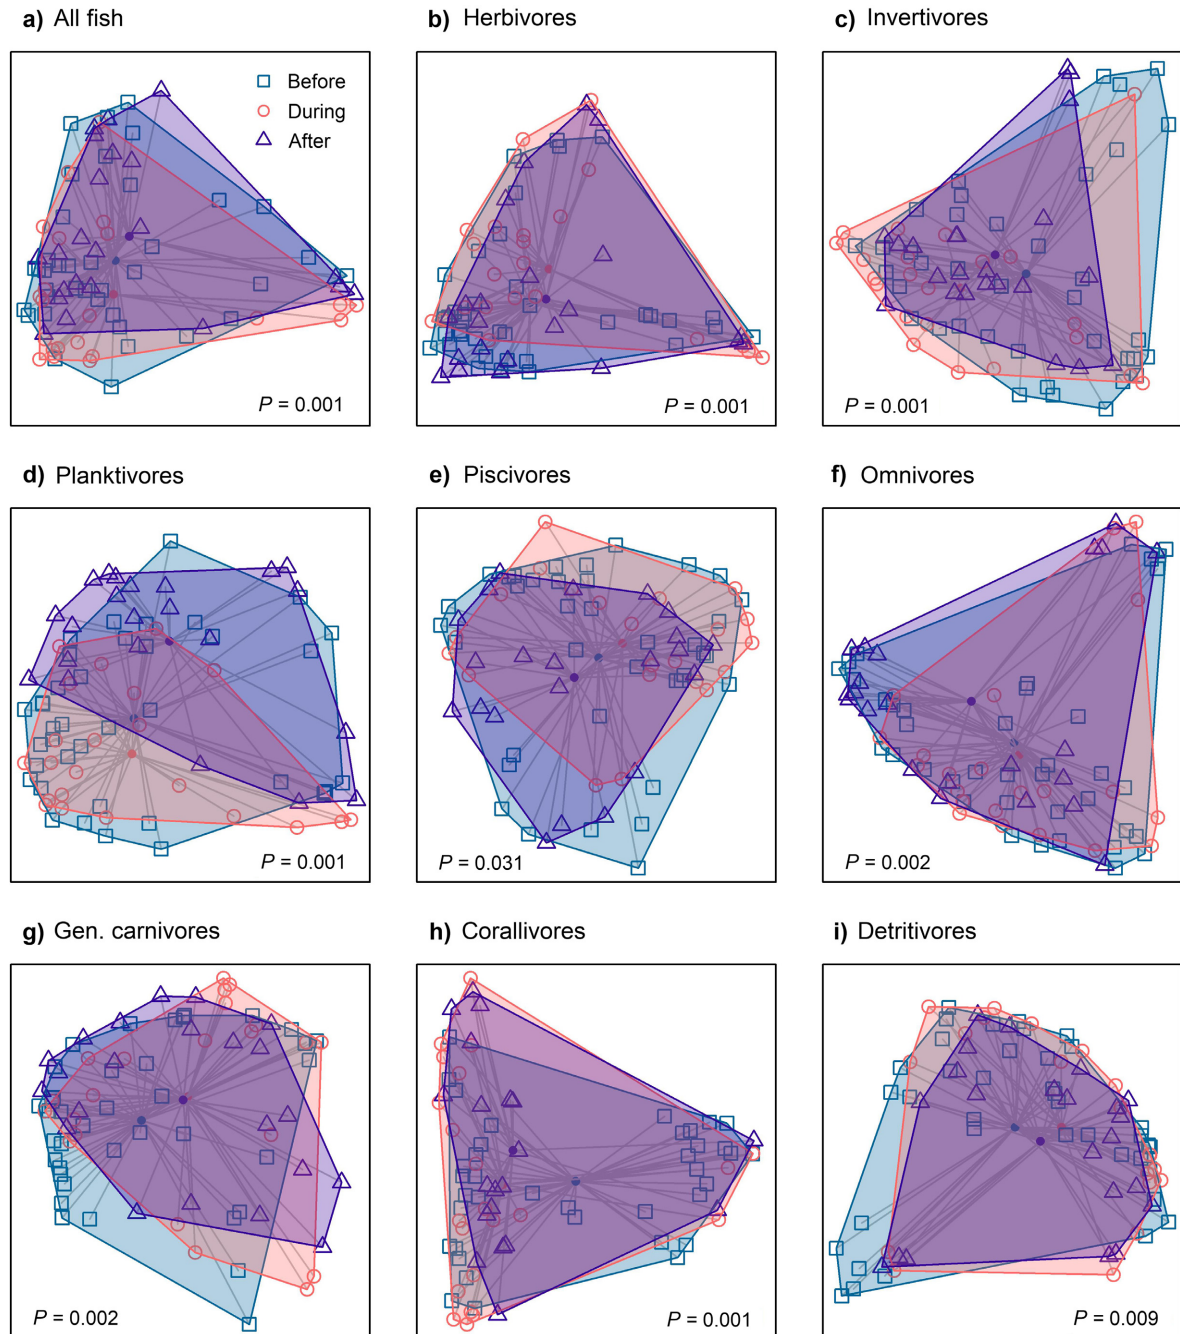 a) All fish
b) Herbivores
c) Invertivores
Before
During
After
P = 0.001
P = 0.001
P = 0.001
d) Planktivores
e) Piscivores
f) Omnivores
P = 0.001
P = 0.031
P = 0.002
g) Gen. carnivores
h) Corallivores
i) Detritivores
P = 0.002
P = 0.001
P = 0.009